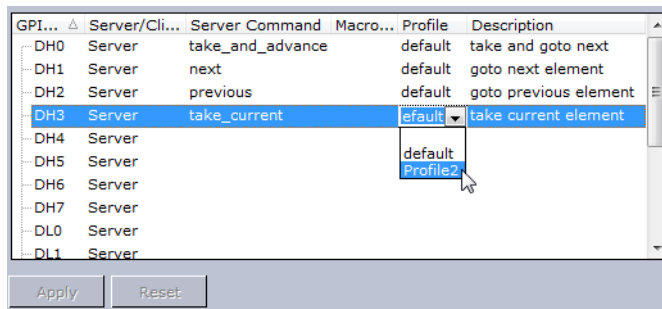 GPI... Server/Cli... Server Command Macro... Profile Description
DH0 Server take_and_advance default take and goto next
DH1 Server next default goto next element
DH2 Server previous default goto previous element
DH3 Server take_current efault take current element
DH4 Server
default
DH5 Server
Profile2
DH6 Server
DH7 Server
DL0 Server
DL1 Server
Apply Reset